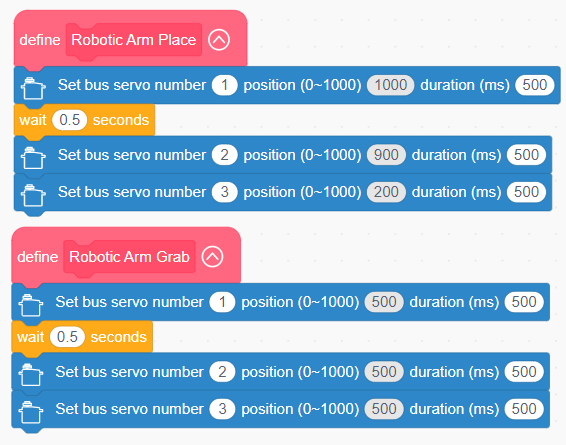 define Robotic Arm Place
Set bus servo number 1 position (0~1000) 1000 duration (ms) 500
wait 0.5 seconds
Set bus servo number 2 position (0~1000) 900 duration (ms) 500
Set bus servo number 3 position (0~1000) 200 duration (ms) 500
define Robotic Arm Grab
Set bus servo number 1 position (0~1000) 500 duration (ms) 500
wait 0.5 seconds
Set bus servo number 2 position (0~1000) 500 duration (ms) 500
Set bus servo number 3 position (0~1000) 500 duration (ms) 500